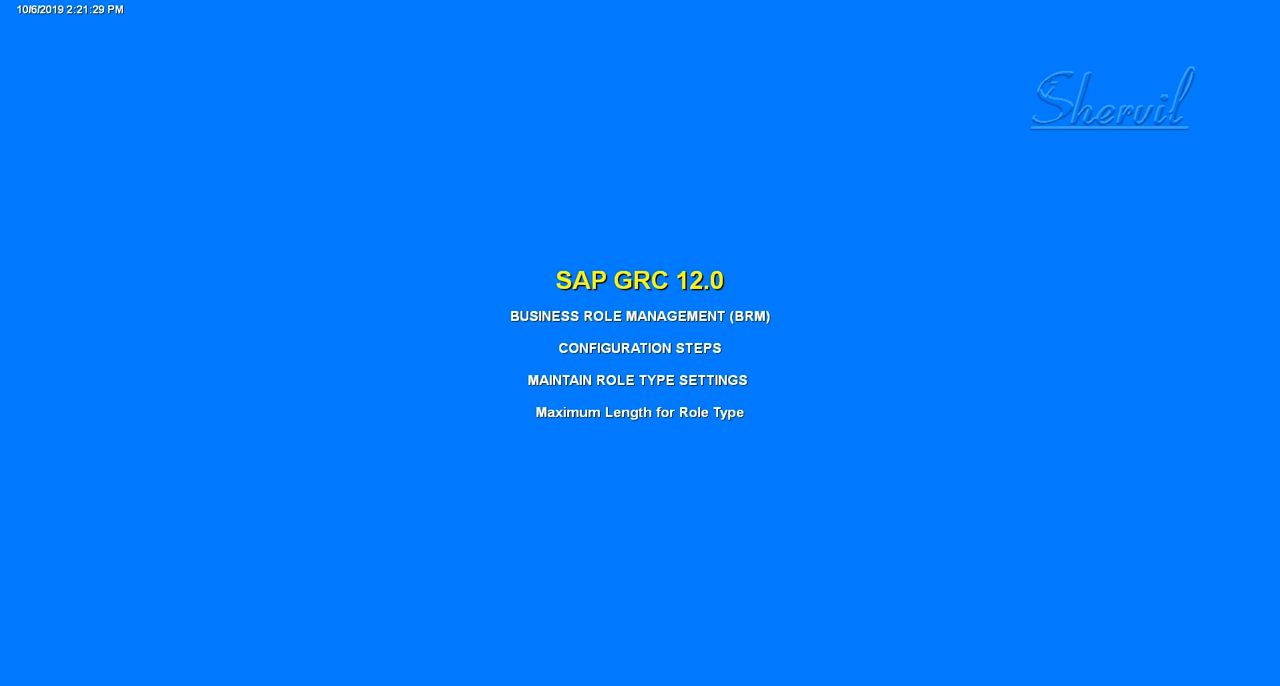 10/6/2019 2:21:29 PM
Shervil
SAP GRC 12.0
BUSINESS ROLE MANAGEMENT (BRM)
CONFIGURATION STEPS
MAINTAIN ROLE TYPE SETTINGS
Maximum Length for Role Type